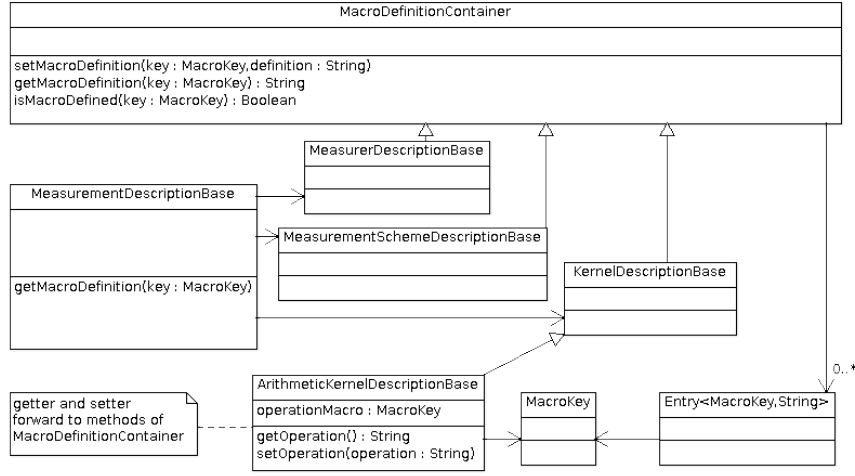 MacroDefinitionContainer
setMacroDefinition(key : MacroKey,definition : String)
getMacroDefinition(key : MacroKey) : String
isMacroDefined(key : MacroKey) : Boolean
MeasurerDescriptionBase
MeasurementDescriptionBase
getMacroDefinition(key : MacroKey)
MeasurementSchemeDescriptionBase
KernelDescriptionBase
0..*
ArithmeticKernelDescriptionBase
operationMacro : MacroKey
getOperation() : String
setOperation(operation : String)
getter and setter
forward to methods of
MacroDefinitionContainer
MacroKey
Entry<MacroKey,String>